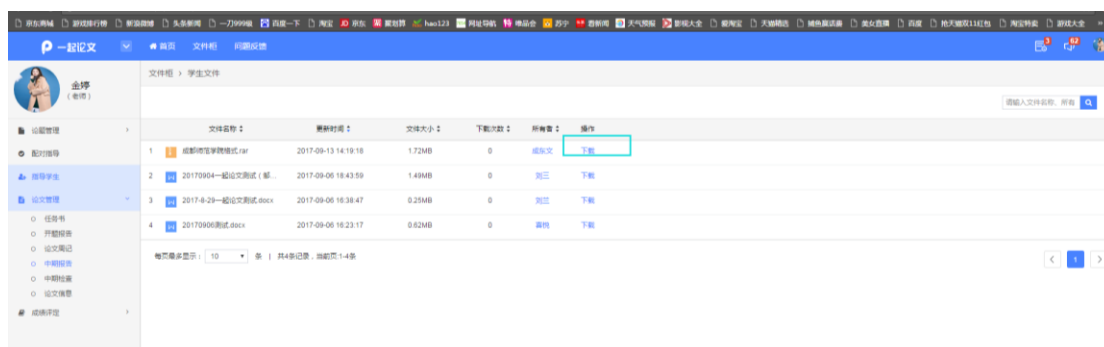 京东商城 游戏排行榜 新游商城 头条新闻 一刀999级 百度一下 淘宝 京东 聚划算 hao123 网址导航 唯品会 苏宁 看新闻 天气预报 影视大全 爱淘宝 天猫精选 美女直播 百度 抢天猫双11红包 淘宝特卖 游戏大全 »
一起论文 首页 文件柜 问题反馈 3 62
金婷
(老师)
文件柜 > 学生文件
请输入文件名称、所有
论题管理
配对指导
指导学生
论文管理
任务书
开题报告
论文周记
中期报告
中期检查
论文信息
成绩评定
文件名称 更新时间 文件大小 下载次数 所有者 操作
1 成都师范学院格式.rar 2017-09-13 14:19:18 1.72MB 0 成东文 下载
2 20170904一起论文测试(邮... 2017-09-06 16:43:59 1.49MB 0 刘三 下载
3 2017-8-29一起论文测试.docx 2017-09-06 16:38:47 0.25MB 0 刘三 下载
4 20170906测试.docx 2017-09-06 16:23:17 0.62MB 0 下载
每页最多显示: 10 条 | 共4条记录,当前页:1-4条
< 1 >